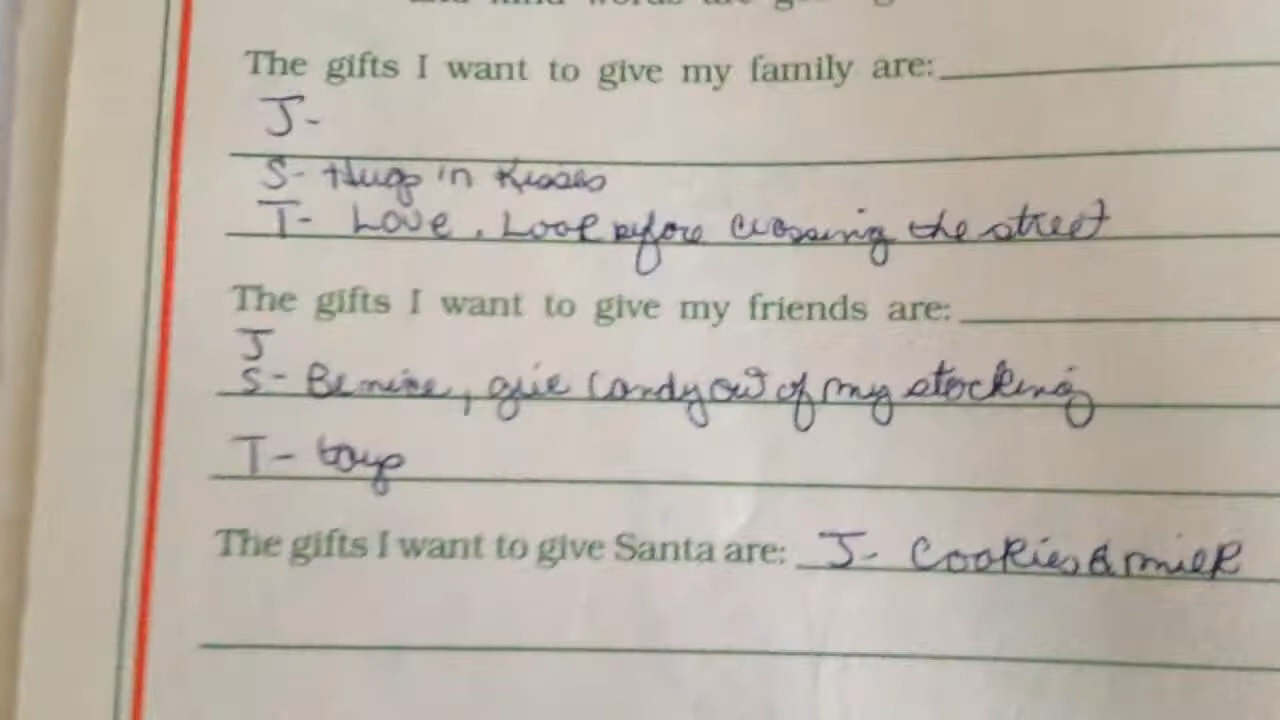 The gifts I want to give my family are:
J-
S- Hugs in Kisses
T- Love, Look before crossing the street
The gifts I want to give my friends are:
J
S- Be nice, give candy out of my stocking
T- toys
The gifts I want to give Santa are: J- Cookies & milk